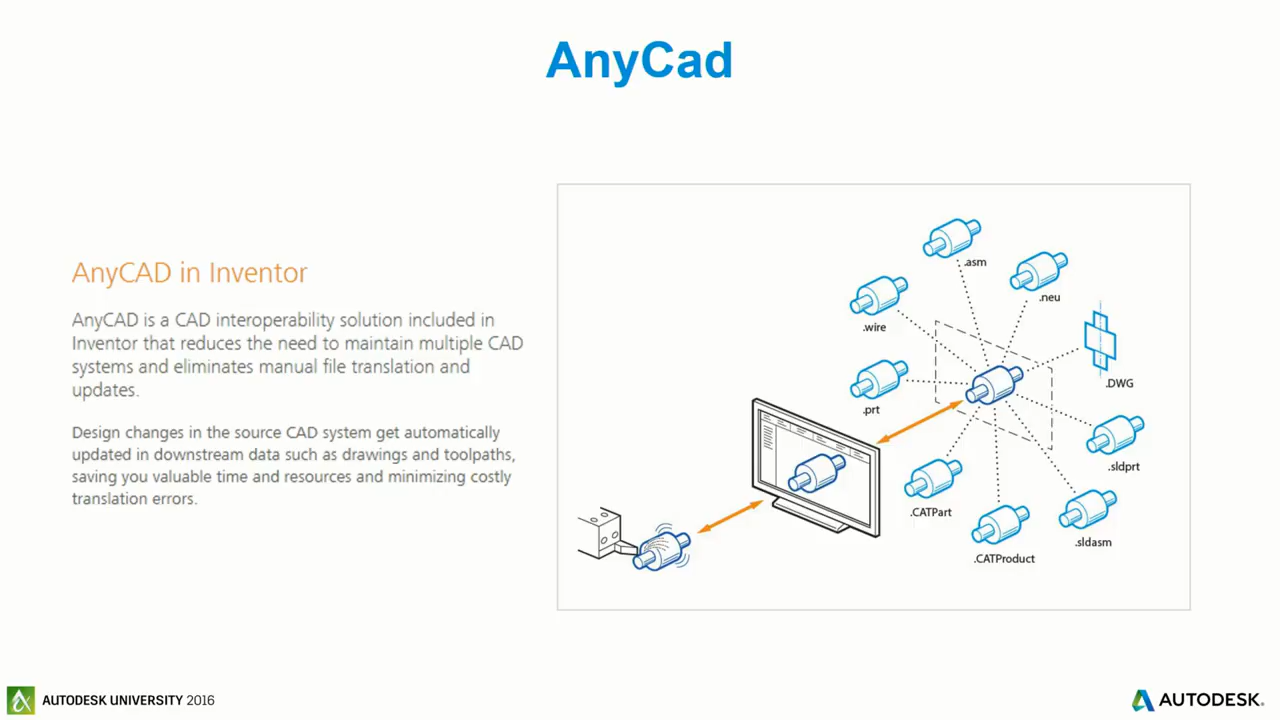 AnyCad
AnyCAD in Inventor
AnyCAD is a CAD interoperability solution included in
Inventor that reduces the need to maintain multiple CAD
systems and eliminates manual file translation and
updates.
Design changes in the source CAD system get automatically
updated in downstream data such as drawings and toolpaths,
saving you valuable time and resources and minimizing costly
translation errors.
.asm
.neu
.wire
.DWG
.prt
.sldprt
.CATPart
.sldasm
.CATProduct
AUTODESK UNIVERSITY 2016
AUTODESK.